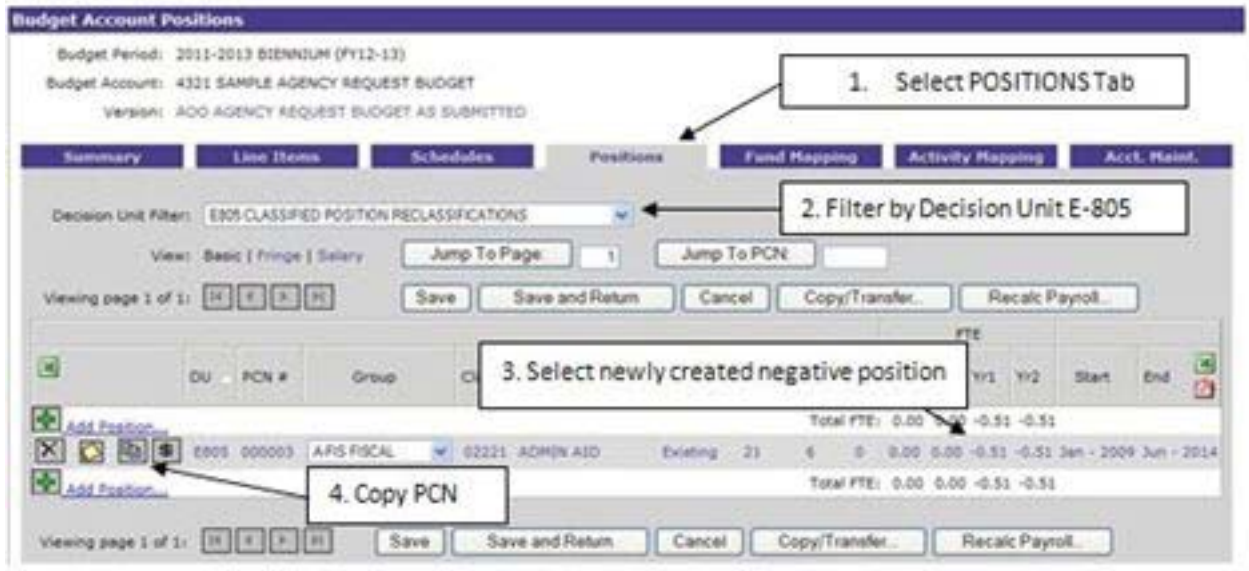 Budget Account Positions
Budget Period: 2011-2013 BIENNIUM (FY12-13)
Budget Account: 4321 SAMPLE AGENCY REQUEST BUDGET
Version: A00 AGENCY REQUEST BUDGET AS SUBMITTED
1. Select POSITIONS Tab
Summary Line Items Schedules Positions Fund Mapping Activity Mapping Acct. Maint.
Decision Unit Filter: E805 CLASSIFIED POSITION RECLASSIFICATIONS
2. Filter by Decision Unit E-805
View: Basic | Fringe | Salary Jump To Page: 1 Jump To PCN:
Viewing page 1 of 1: Save Save and Return Cancel Copy/Transfer... Recalc Payroll...
FTE
DU PCN # Group 3. Select newly created negative position Yr1 Yr2 Start End
Add Position... Total FTE: 0.00 0.00 -0.51 -0.51
E805 000003 A-FIS FISCAL 02221 ADMIN AID Existing 21 6 0 0.00 0.00 -0.51 -0.51 Jan - 2009 Jun - 2014
Add Position... Total FTE: 0.00 0.00 -0.51 -0.51
4. Copy PCN
Viewing page 1 of 1: Save Save and Return Cancel Copy/Transfer... Recalc Payroll...